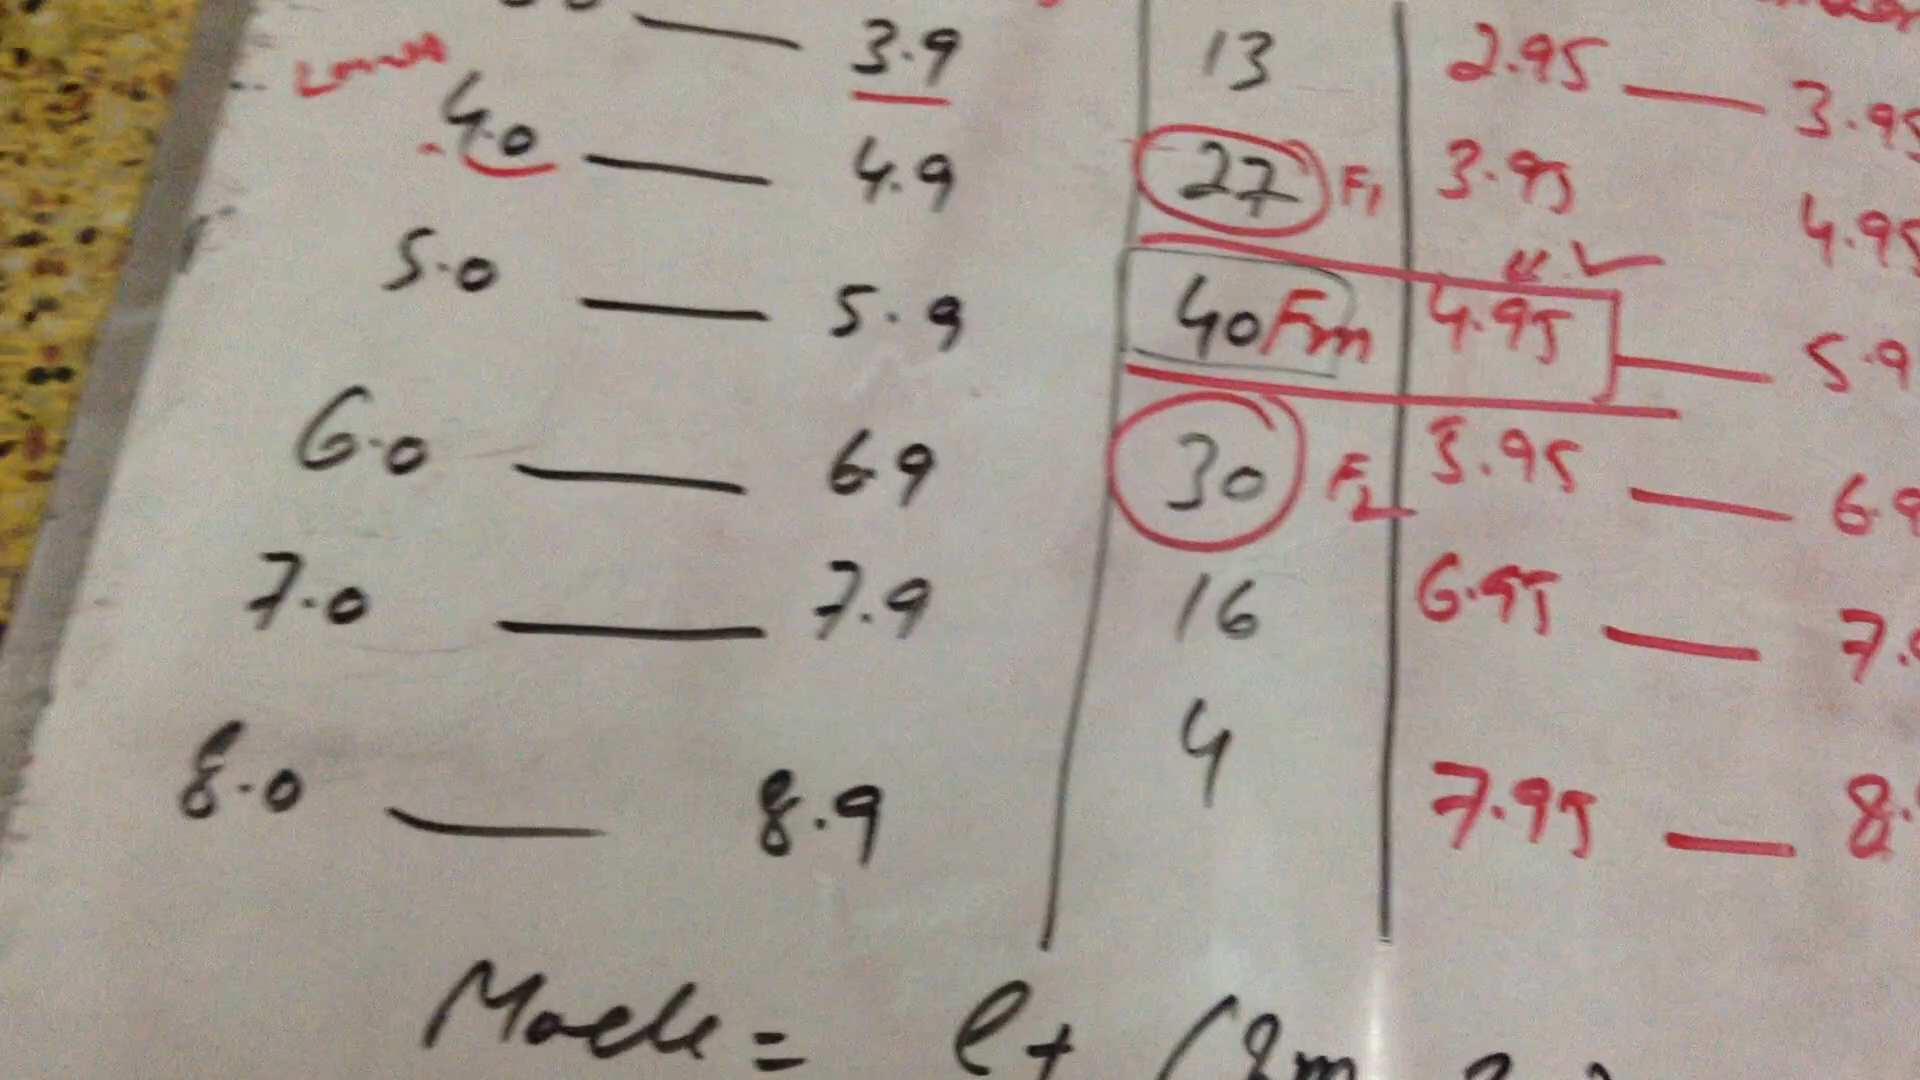 3.9 13 2.95 — 3.95
4.0 — 4.9 27 F1 3.95 4.95
5.0 — 5.9 40 Fm 4.95 — 5.9
6.0 — 6.9 30 F2 3.95 — 6.9
7.0 — 7.9 16 6.95 — 7.
8.0 — 8.9 4 7.95 — 8.
Mode = l + (